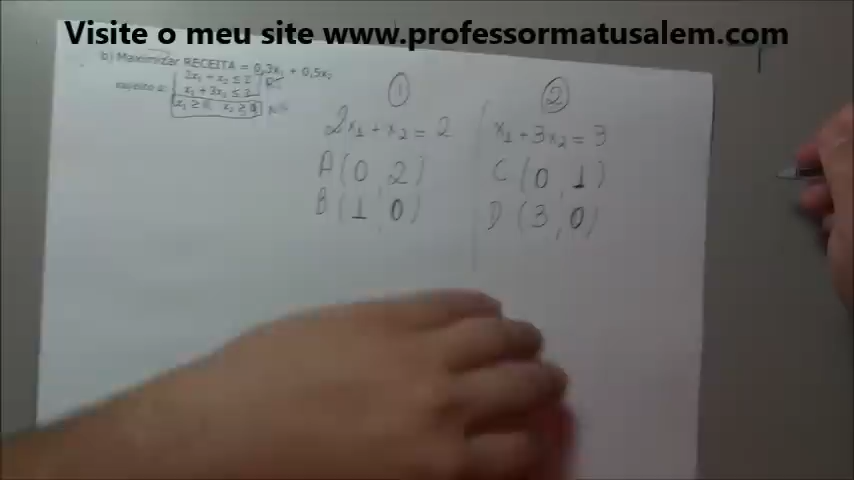 Visite o meu site www.professormatusalem.com
b) Maximizar RECEITA = 0,3x₁ + 0,5x₂
2x₁ + x₂ ≤ 2
x₁ + 3x₂ ≤ 3
x₁ ≥ 0 x₂ ≥ 0
① ②
2x₁ + x₂ = 2 x₁ + 3x₂ = 3
A (0, 2) C (0, 1)
B (1, 0) D (3, 0)